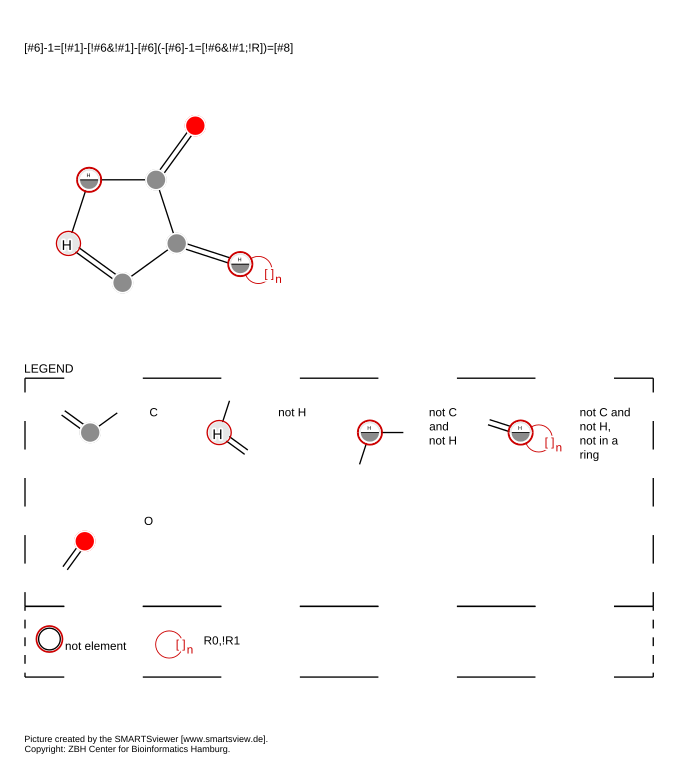 [#6]-1=[!#1]-[!#6&!#1]-[#6](-[#6]-1=[!#6&!#1;!R])=[#8]
H
H
H
[ ]n
LEGEND
C
H
not H
H
not C
and
not H
H
[ ]n
not C and
not H,
not in a
ring
O
not element
[ ]n
R0,!R1
Picture created by the SMARTSviewer [www.smartsview.de].
Copyright: ZBH Center for Bioinformatics Hamburg.